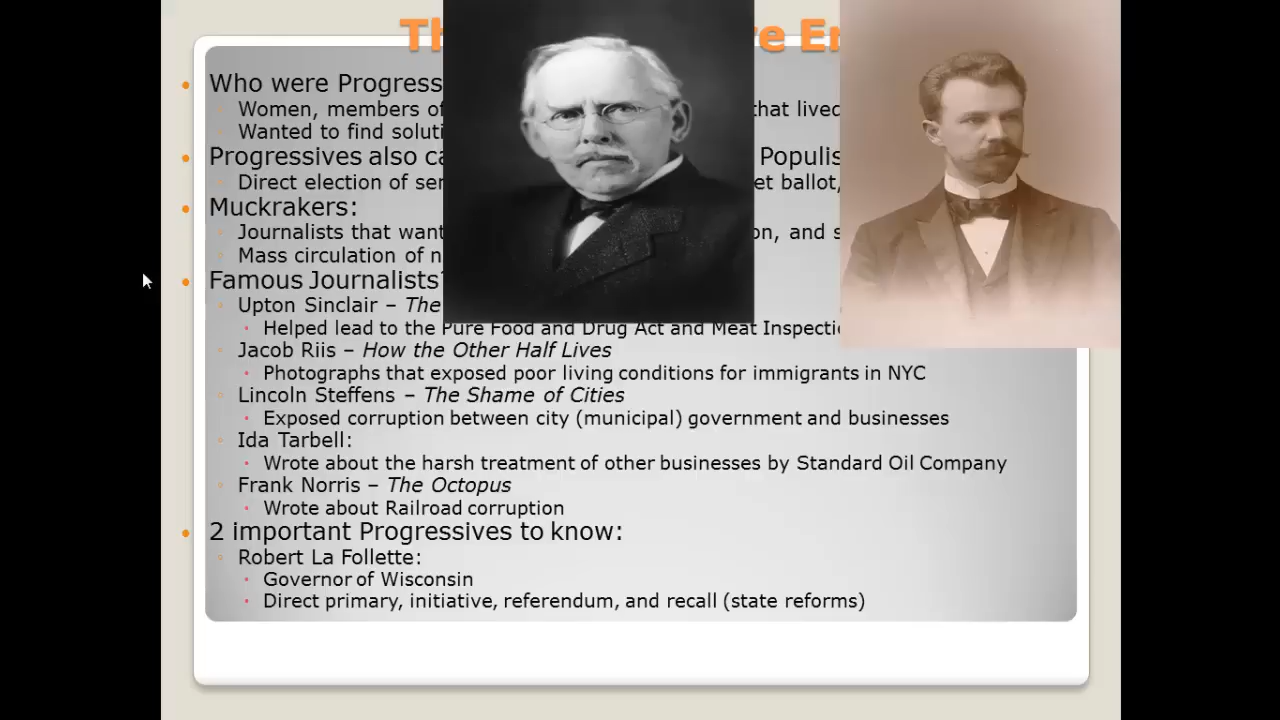 Th re Er
Who were Progress
Women, members of that lived
Wanted to find soluti
Progressives also ca Populis
Direct election of sen et ballot,
Muckrakers:
Journalists that want on, and s
Mass circulation of n
Famous Journalists?
Upton Sinclair – The
Helped lead to the Pure Food and Drug Act and Meat Inspectio
Jacob Riis – How the Other Half Lives
Photographs that exposed poor living conditions for immigrants in NYC
Lincoln Steffens – The Shame of Cities
Exposed corruption between city (municipal) government and businesses
Ida Tarbell:
Wrote about the harsh treatment of other businesses by Standard Oil Company
Frank Norris – The Octopus
Wrote about Railroad corruption
2 important Progressives to know:
Robert La Follette:
Governor of Wisconsin
Direct primary, initiative, referendum, and recall (state reforms)